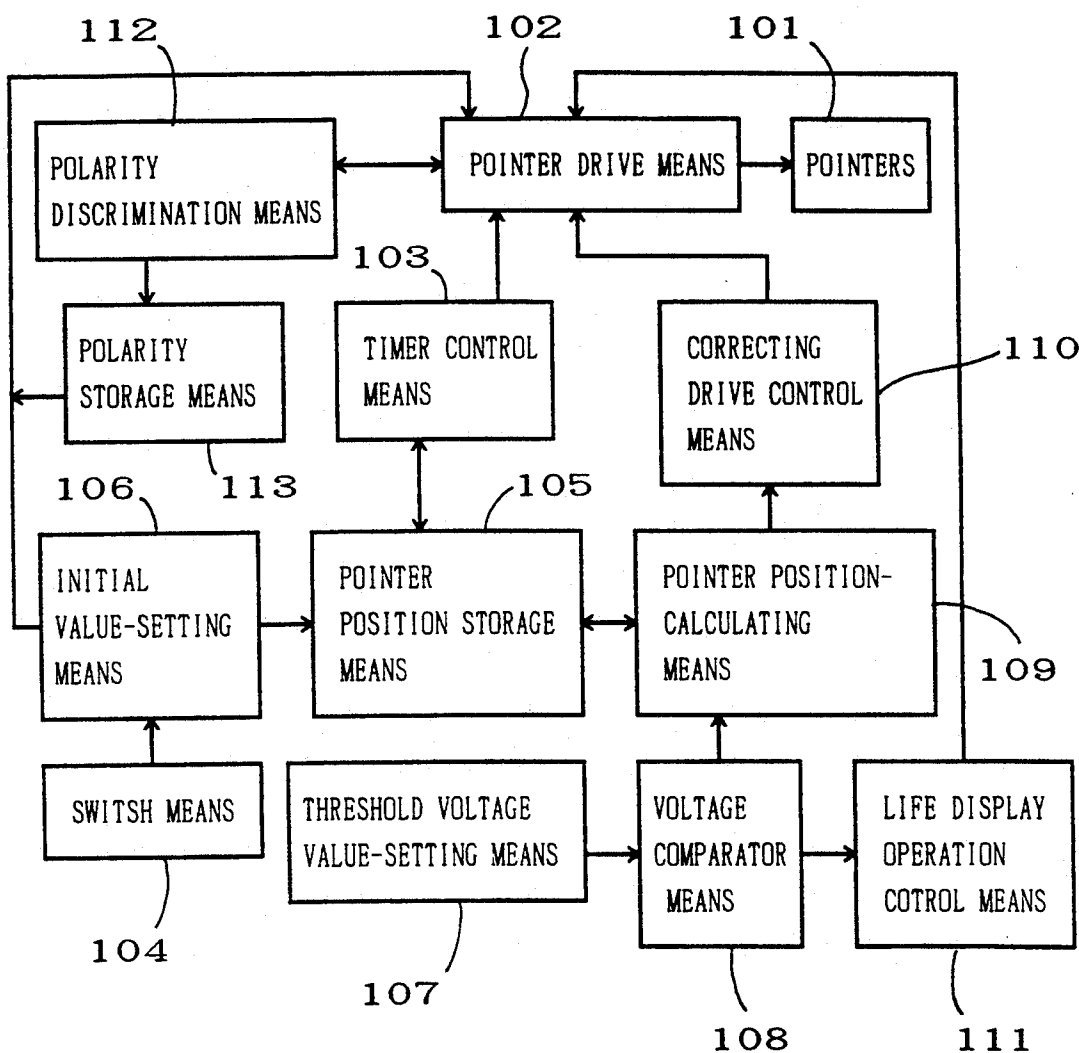 112
102
101
POLARITY
DISCRIMINATION MEANS
POINTER DRIVE MEANS
POINTERS
103
POLARITY
STORAGE MEANS
TIMER CONTROL
MEANS
CORRECTING
DRIVE CONTROL
MEANS
110
113
106
105
INITIAL
VALUE-SETTING
MEANS
POINTER
POSITION STORAGE
MEANS
POINTER POSITION-
CALCULATING
MEANS
109
SWITSH MEANS
THRESHOLD VOLTAGE
VALUE-SETTING MEANS
VOLTAGE
COMPARATOR
MEANS
LIFE DISPLAY
OPERATION
COTROL MEANS
104
107
108
111